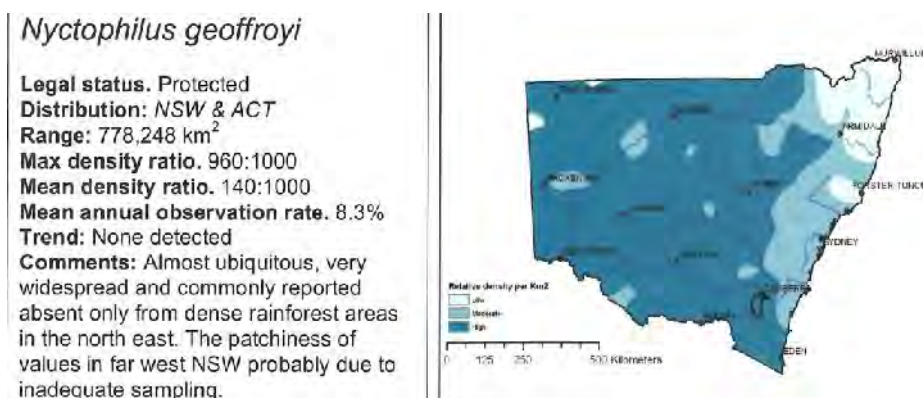 Nyctophilus geoffroyi
Legal status. Protected
Distribution: NSW & ACT
Range: 778,248 km²
Max density ratio. 960:1000
Mean density ratio. 140:1000
Mean annual observation rate. 8.3%
Trend: None detected
Comments: Almost ubiquitous, very
widespread and commonly reported
absent only from dense rainforest areas
in the north east. The patchiness of
values in far west NSW probably due to
inadequate sampling.
ARMIDALE
SYDNEY
EDEN
Relative density per Km2
Low
Moderate
High
0 125 250 500 Kilometers